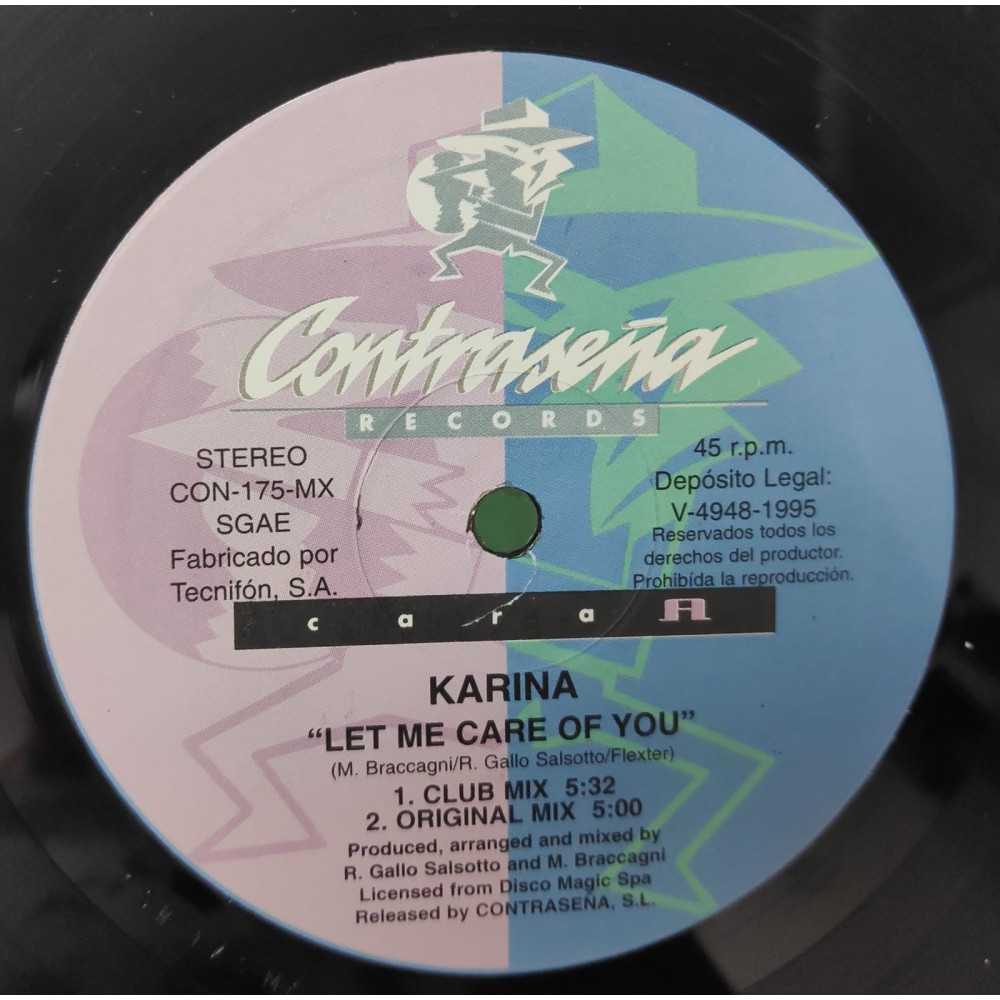 Contraseña
RECORDS
STEREO
CON-175-MX
SGAE
Fabricado por
Tecnifón, S.A.
45 r.p.m.
Depósito Legal:
V-4948-1995
Reservados todos los
derechos del productor.
Prohibída la reproducción.
cara A
KARINA
“LET ME CARE OF YOU”
(M. Braccagni/R. Gallo Salsotto/Flexter)
1. CLUB MIX 5:32
2. ORIGINAL MIX 5:00
Produced, arranged and mixed by
R. Gallo Salsotto and M. Braccagni
Licensed from Disco Magic Spa
Released by CONTRASEÑA, S.L.